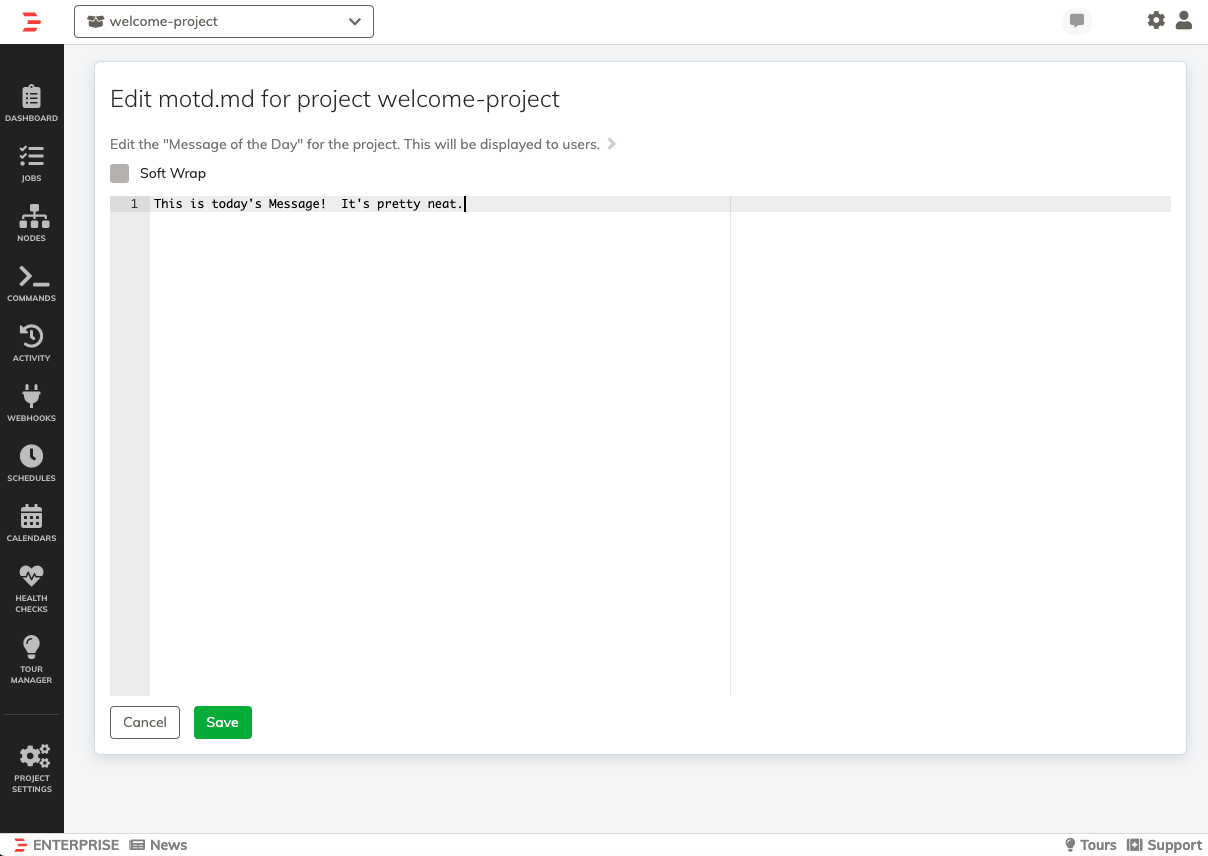 welcome-project
DASHBOARD
JOBS
NODES
COMMANDS
ACTIVITY
WEBHOOKS
SCHEDULES
CALENDARS
HEALTH
CHECKS
TOUR
MANAGER
PROJECT
SETTINGS
Edit motd.md for project welcome-project
Edit the "Message of the Day" for the project. This will be displayed to users.
Soft Wrap
1 This is today's Message!  It's pretty neat.
Cancel Save
ENTERPRISE News Tours Support